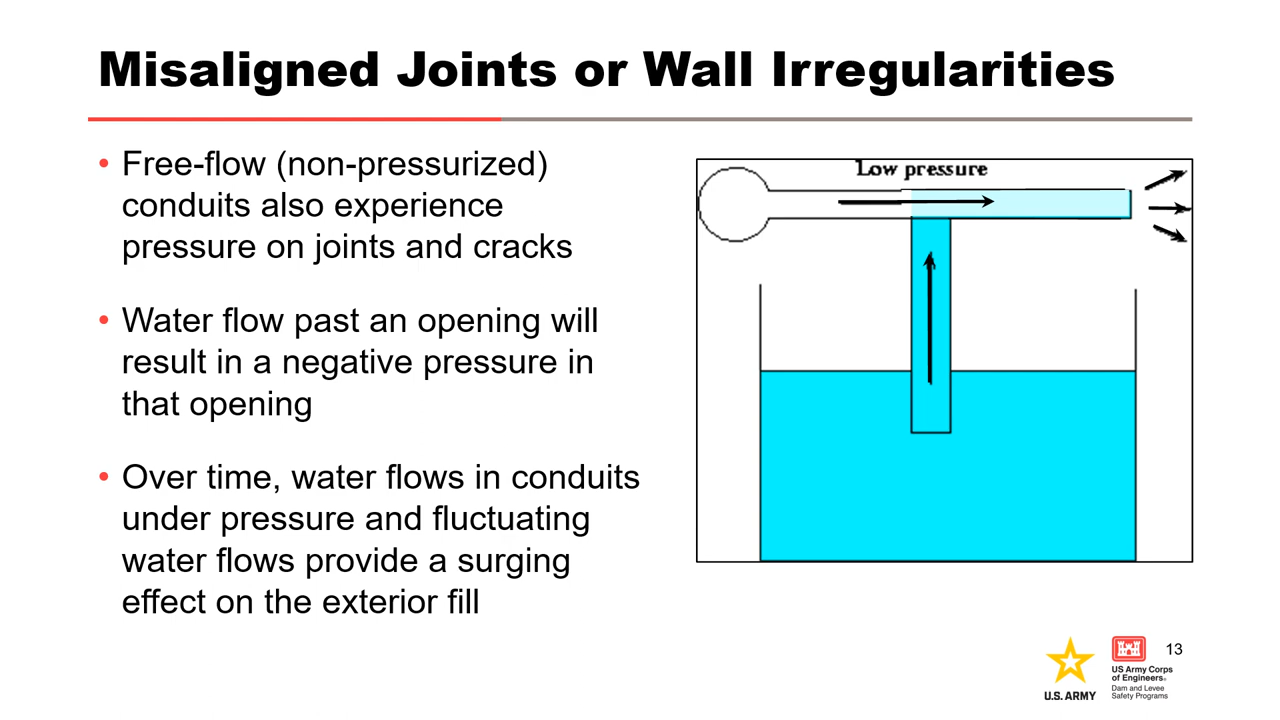 Misaligned Joints or Wall Irregularities
• Free-flow (non-pressurized)
conduits also experience
pressure on joints and cracks
• Water flow past an opening will
result in a negative pressure in
that opening
• Over time, water flows in conduits
under pressure and fluctuating
water flows provide a surging
effect on the exterior fill
Low pressure
U.S. ARMY
US Army Corps
of Engineers®
Dam and Levee
Safety Programs
13